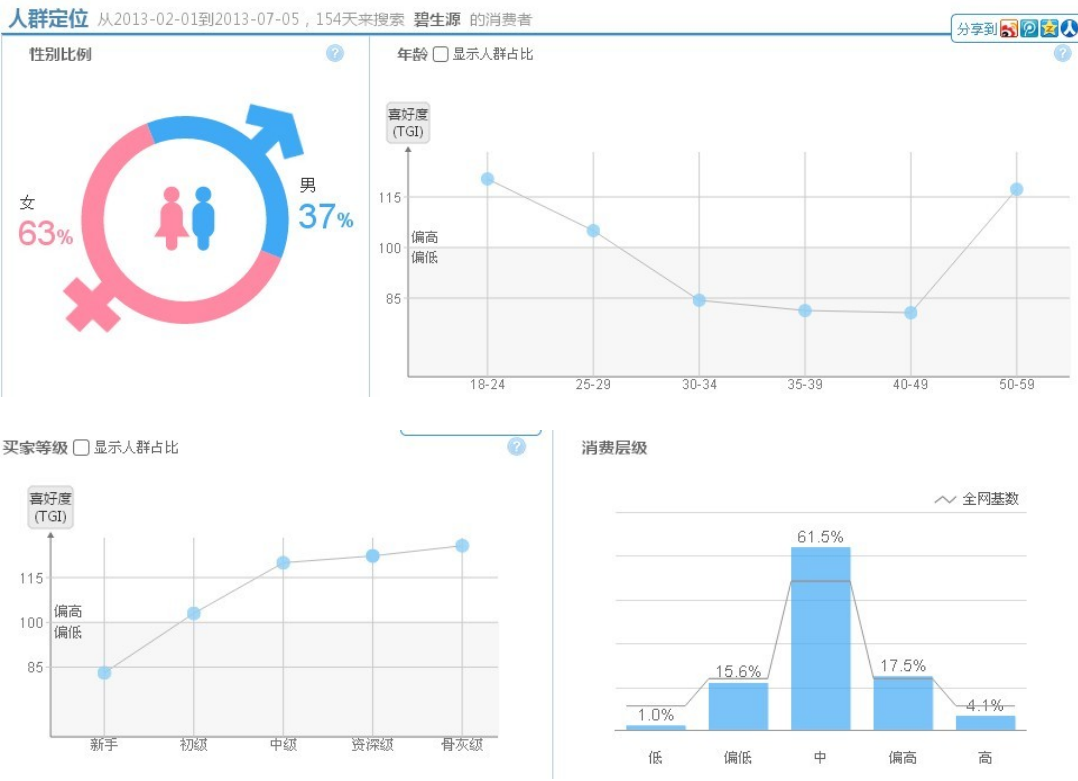 人群定位 从2013-02-01到2013-07-05，154天来搜索 碧生源 的消费者
分享到
性别比例 ?
年龄 显示人群占比 ?
喜好度
(TGI)
女
63%
男
37%
115
偏高
100
偏低
85
18-24 25-29 30-34 35-39 40-49 50-59
买家等级 显示人群占比 ?
喜好度
(TGI)
115
偏高
100
偏低
85
新手 初级 中级 资深级 骨灰级
消费层级
全网基数
61.5%
15.6% 17.5%
1.0% 4.1%
低 偏低 中 偏高 高